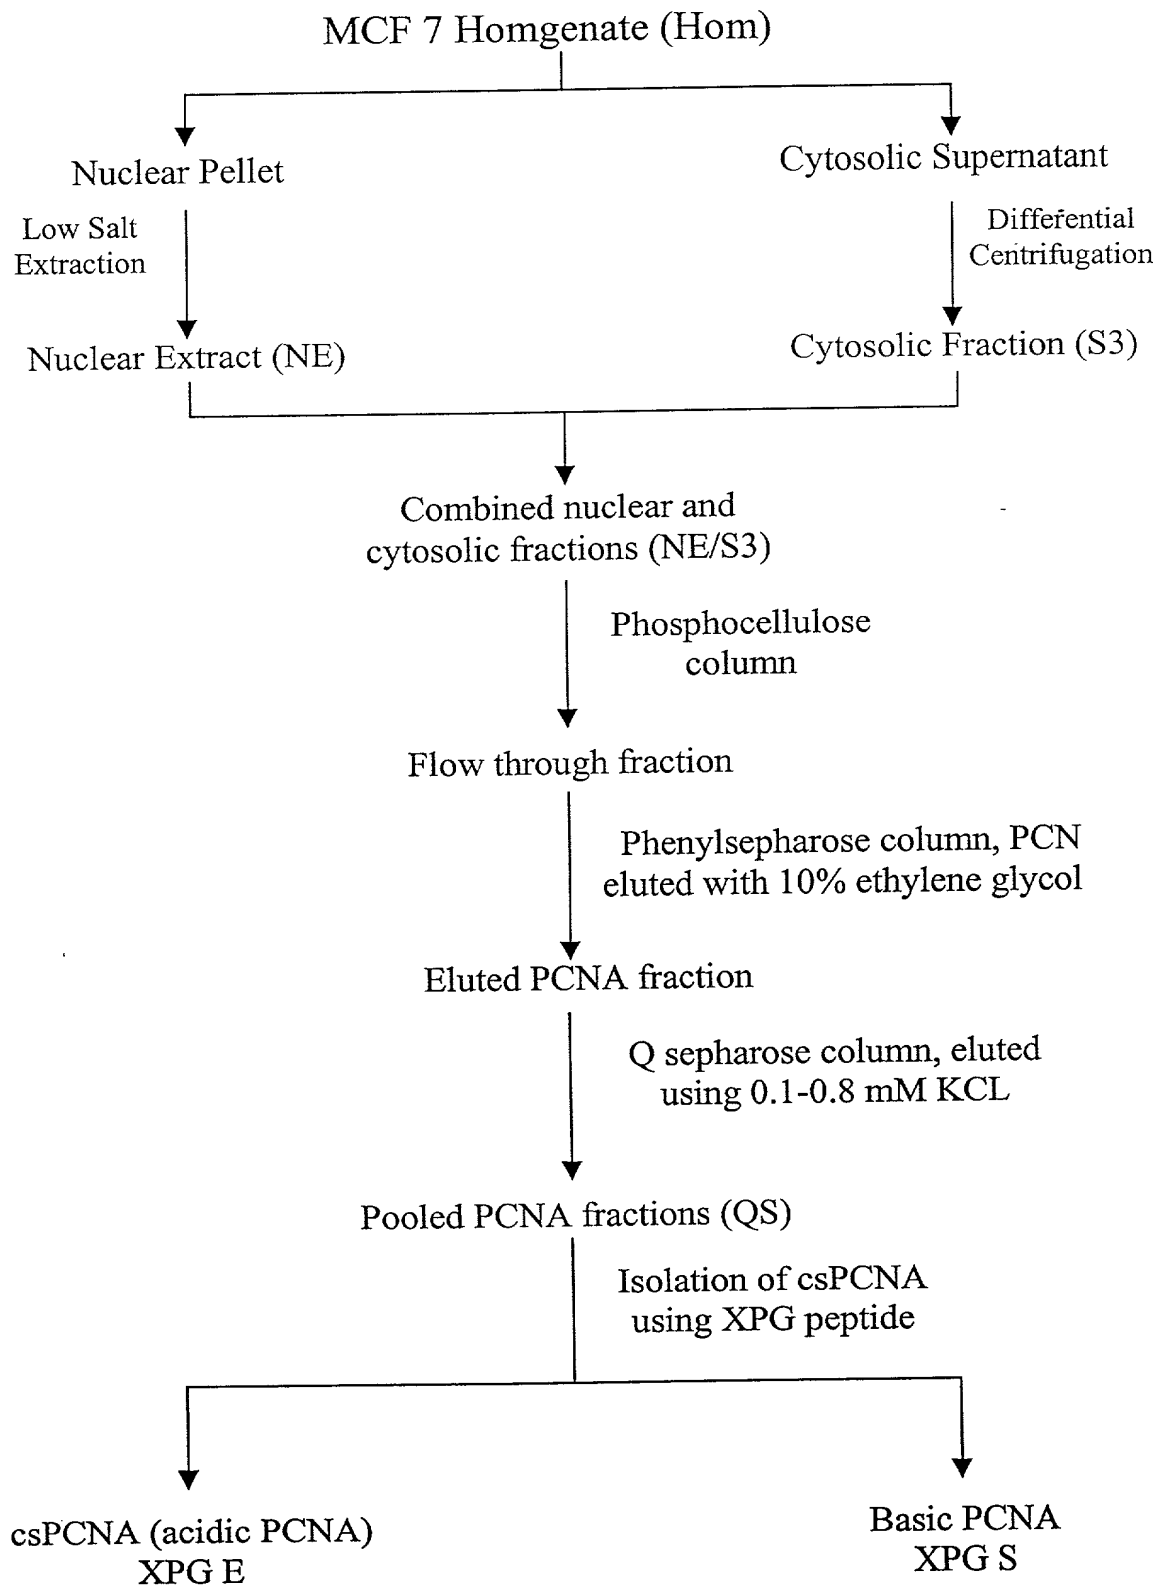 MCF 7 Homgenate (Hom)
Nuclear Pellet
Cytosolic Supernatant
Low Salt
Extraction
Differential
Centrifugation
Nuclear Extract (NE)
Cytosolic Fraction (S3)
Combined nuclear and
cytosolic fractions (NE/S3)
Phosphocellulose
column
Flow through fraction
Phenylsepharose column, PCN
eluted with 10% ethylene glycol
Eluted PCNA fraction
Q sepharose column, eluted
using 0.1-0.8 mM KCL
Pooled PCNA fractions (QS)
Isolation of csPCNA
using XPG peptide
csPCNA (acidic PCNA)
XPG E
Basic PCNA
XPG S